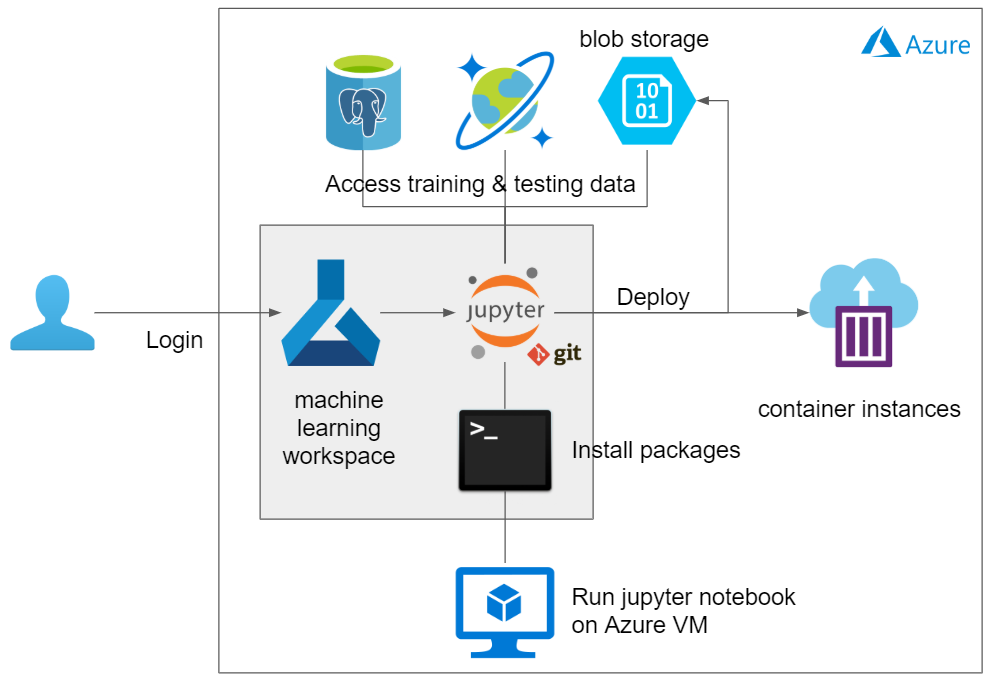 blob storage
Azure
10
01
Access training & testing data
Login
jupyter
git
Deploy
machine
learning
workspace
>_
Install packages
container instances
Run jupyter notebook
on Azure VM